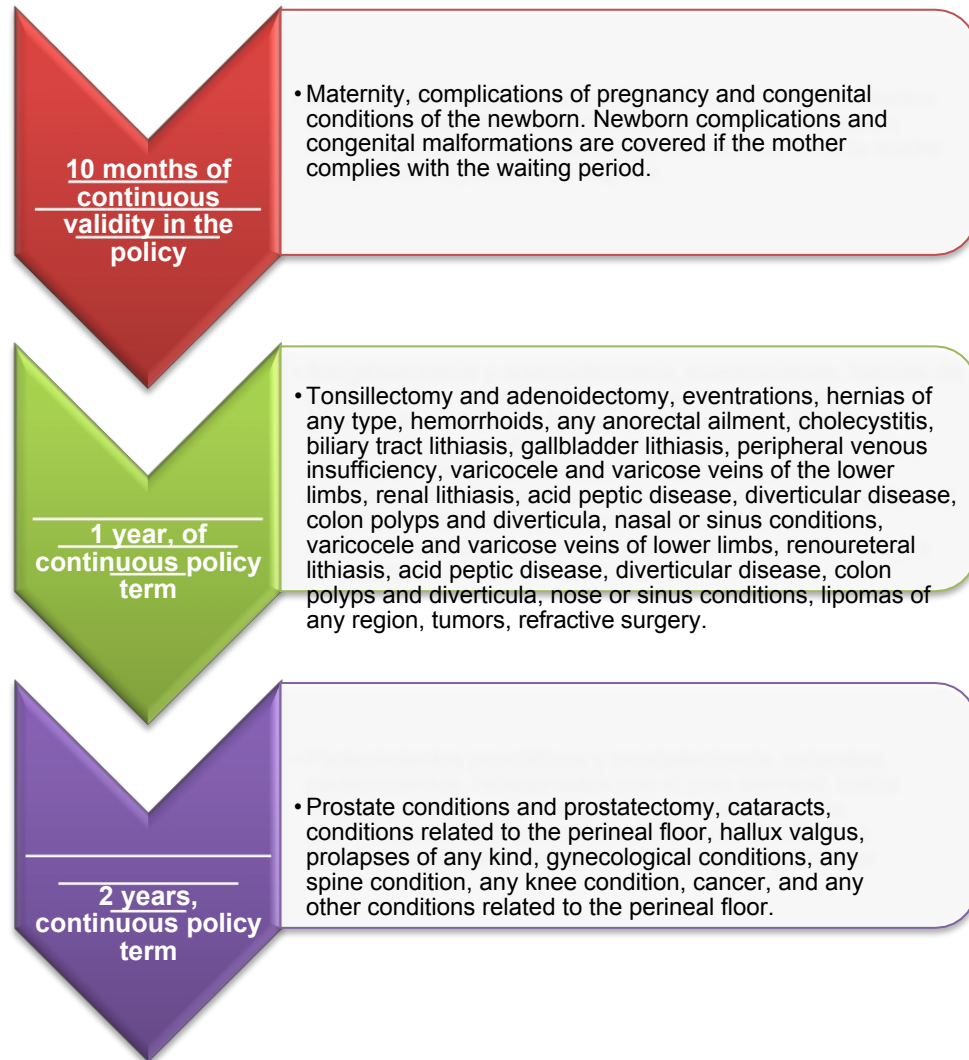 10 months of
continuous
validity in the
policy
• Maternity, complications of pregnancy and congenital
conditions of the newborn. Newborn complications and
congenital malformations are covered if the mother
complies with the waiting period.
1 year, of
continuous policy
term
• Tonsillectomy and adenoidectomy, eventrations, hernias of
any type, hemorrhoids, any anorectal ailment, cholecystitis,
biliary tract lithiasis, gallbladder lithiasis, peripheral venous
insufficiency, varicocele and varicose veins of the lower
limbs, renal lithiasis, acid peptic disease, diverticular disease,
colon polyps and diverticula, nasal or sinus conditions,
varicocele and varicose veins of lower limbs, renoureteral
lithiasis, acid peptic disease, diverticular disease, colon
polyps and diverticula, nose or sinus conditions, lipomas of
any region, tumors, refractive surgery.
2 years,
continuous policy
term
• Prostate conditions and prostatectomy, cataracts,
conditions related to the perineal floor, hallux valgus,
prolapses of any kind, gynecological conditions, any
spine condition, any knee condition, cancer, and any
other conditions related to the perineal floor.